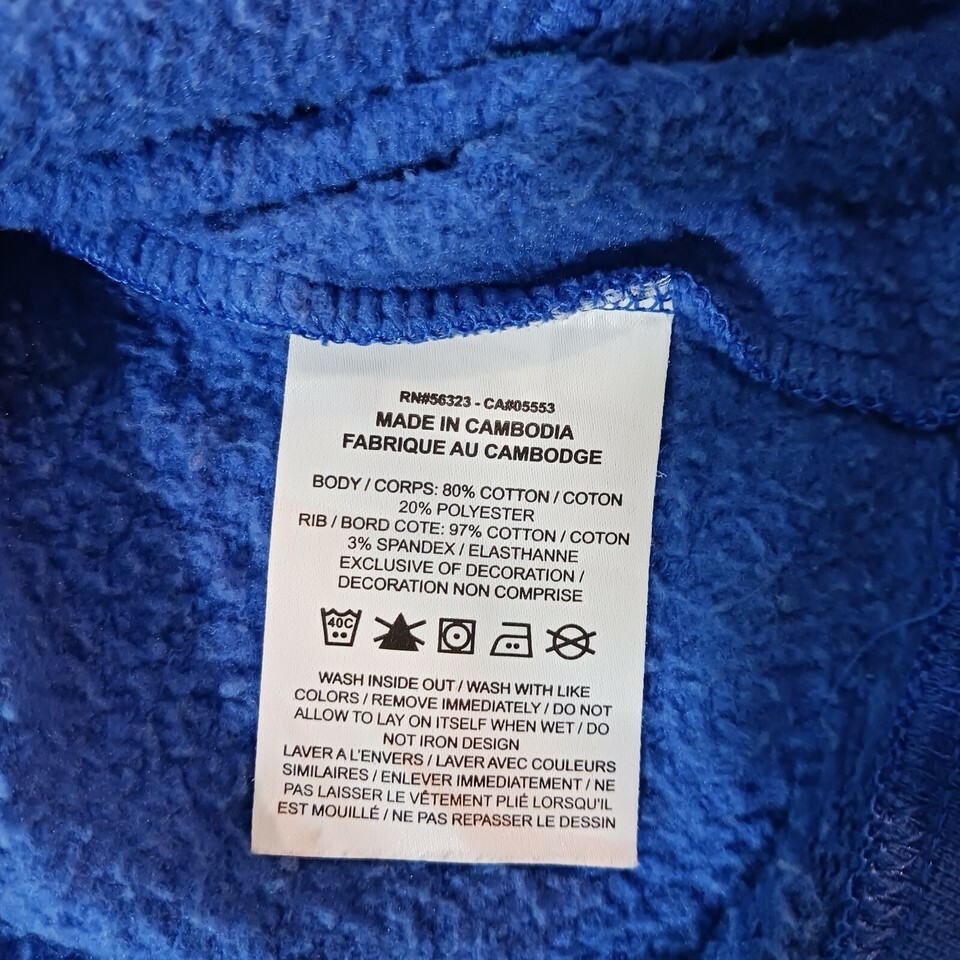 RN#56323 - CA#05553
MADE IN CAMBODIA
FABRIQUE AU CAMBODGE
BODY / CORPS: 80% COTTON / COTON
20% POLYESTER
RIB / BORD COTE: 97% COTTON / COTON
3% SPANDEX / ELASTHANNE
EXCLUSIVE OF DECORATION /
DECORATION NON COMPRISE
40C
WASH INSIDE OUT / WASH WITH LIKE
COLORS / REMOVE IMMEDIATELY / DO NOT
ALLOW TO LAY ON ITSELF WHEN WET / DO
NOT IRON DESIGN
LAVER A L'ENVERS / LAVER AVEC COULEURS
SIMILAIRES / ENLEVER IMMEDIATEMENT / NE
PAS LAISSER LE VÊTEMENT PLIÉ LORSQU'IL
EST MOUILLÉ / NE PAS REPASSER LE DESSIN